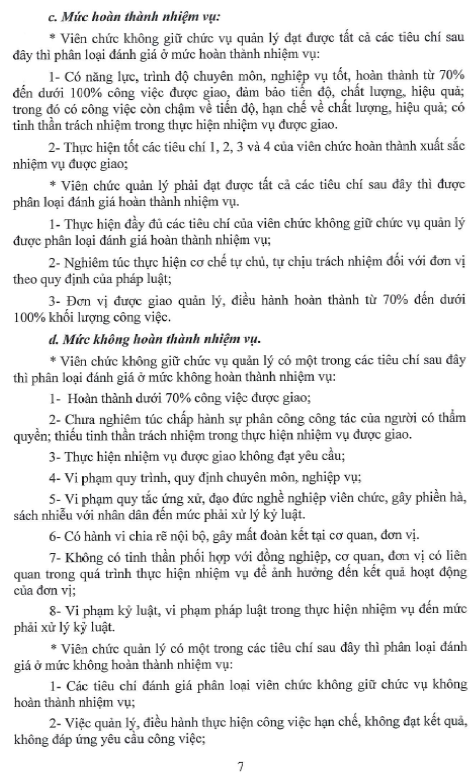 c. Mức hoàn thành nhiệm vụ:
* Viên chức không giữ chức vụ quản lý đạt được tất cả các tiêu chí sau
đây thì phân loại đánh giá ở mức hoàn thành nhiệm vụ:
1- Có năng lực, trình độ chuyên môn, nghiệp vụ tốt, hoàn thành từ 70%
đến dưới 100% công việc được giao, đảm bảo tiến độ, chất lượng, hiệu quả;
trong đó có công việc còn chậm về tiến độ, hạn chế về chất lượng, hiệu quả; có
tinh thần trách nhiệm trong thực hiện nhiệm vụ được giao.
2- Thực hiện tốt các tiêu chí 1, 2, 3 và 4 của viên chức hoàn thành xuất sắc
nhiệm vụ được giao;
* Viên chức quản lý phải đạt được tất cả các tiêu chí sau đây thì được
phân loại đánh giá hoàn thành nhiệm vụ.
1- Thực hiện đầy đủ các tiêu chí của viên chức không giữ chức vụ quản lý
được phân loại đánh giá hoàn thành nhiệm vụ;
2- Nghiêm túc thực hiện cơ chế tự chủ, tự chịu trách nhiệm đối với đơn vị
theo quy định của pháp luật;
3- Đơn vị được giao quản lý, điều hành hoàn thành từ 70% đến dưới
100% khối lượng công việc.
d. Mức không hoàn thành nhiệm vụ.
* Viên chức không giữ chức vụ quản lý có một trong các tiêu chí sau đây
thì phân loại đánh giá ở mức không hoàn thành nhiệm vụ:
1- Hoàn thành dưới 70% công việc được giao;
2- Chưa nghiêm túc chấp hành sự phân công công tác của người có thẩm
quyền; thiếu tinh thần trách nhiệm trong thực hiện nhiệm vụ được giao.
3- Thực hiện nhiệm vụ được giao không đạt yêu cầu;
4- Vi phạm quy trình, quy định chuyên môn, nghiệp vụ;
5- Vi phạm quy tắc ứng xử, đạo đức nghề nghiệp viên chức, gây phiền hà,
sách nhiễu với nhân dân đến mức phải xử lý kỷ luật.
6- Có hành vi chia rẽ nội bộ, gây mất đoàn kết tại cơ quan, đơn vị.
7- Không có tinh thần phối hợp với đồng nghiệp, cơ quan, đơn vị có liên
quan trong quá trình thực hiện nhiệm vụ để ảnh hưởng đến kết quả hoạt động
của đơn vị;
8- Vi phạm kỷ luật, vi phạm pháp luật trong thực hiện nhiệm vụ đến mức
phải xử lý kỷ luật.
* Viên chức quản lý có một trong các tiêu chí sau đây thì phân loại đánh
giá ở mức không hoàn thành nhiệm vụ:
1- Các tiêu chí đánh giá phân loại viên chức không giữ chức vụ không
hoàn thành nhiệm vụ;
2- Việc quản lý, điều hành thực hiện công việc hạn chế, không đạt kết quả,
không đáp ứng yêu cầu công việc;
7